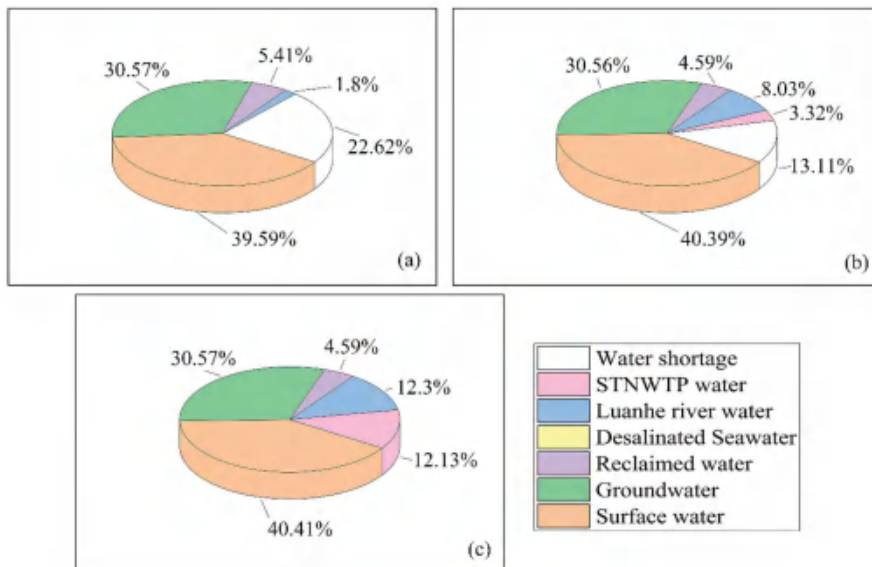 30.57%
5.41%
1.8%
22.62%
39.59%
(a)
30.56%
4.59%
8.03%
3.32%
13.11%
40.39%
(b)
30.57%
4.59%
12.3%
12.13%
40.41%
(c)
Water shortage
STNWTP water
Luanhe river water
Desalinated Seawater
Reclaimed water
Groundwater
Surface water